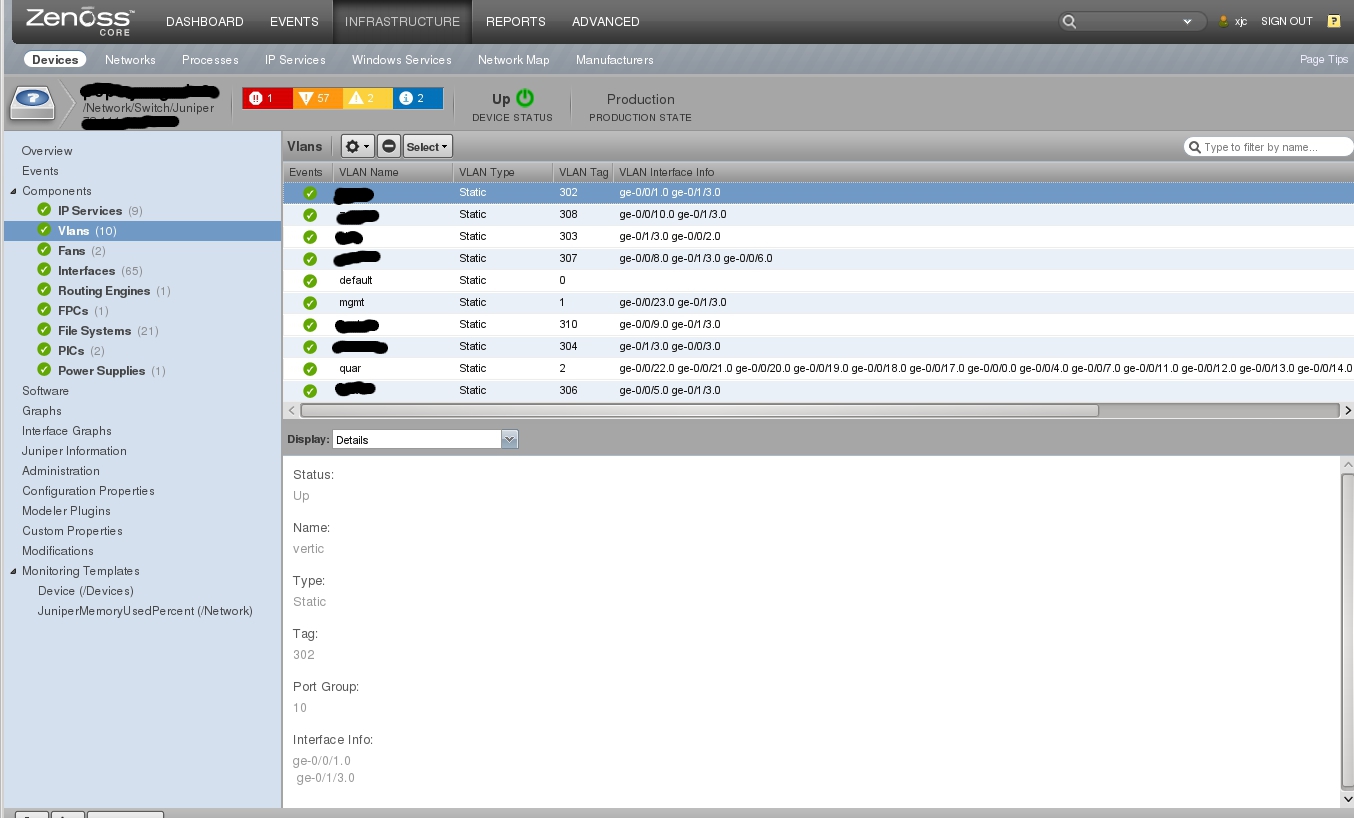 Zenoss™ CORE DASHBOARD EVENTS INFRASTRUCTURE REPORTS ADVANCED xjc SIGN OUT ?
Devices Networks Processes IP Services Windows Services Network Map Manufacturers Page Tips
/Network/Switch/Juniper
1 57 2 2
Up
DEVICE STATUS
Production
PRODUCTION STATE
Overview
Events
Components
IP Services (9)
Vlans (10)
Fans (2)
Interfaces (65)
Routing Engines (1)
FPCs (1)
File Systems (21)
PICs (2)
Power Supplies (1)
Software
Graphs
Interface Graphs
Juniper Information
Administration
Configuration Properties
Modeler Plugins
Custom Properties
Modifications
Monitoring Templates
Device (/Devices)
JuniperMemoryUsedPercent (/Network)
Vlans Select Type to filter by name...
Events VLAN Name VLAN Type VLAN Tag VLAN Interface Info
Static 302 ge-0/0/1.0 ge-0/1/3.0
Static 308 ge-0/0/10.0 ge-0/1/3.0
Static 303 ge-0/1/3.0 ge-0/0/2.0
Static 307 ge-0/0/8.0 ge-0/1/3.0 ge-0/0/6.0
default Static 0
mgmt Static 1 ge-0/0/23.0 ge-0/1/3.0
Static 310 ge-0/0/9.0 ge-0/1/3.0
Static 304 ge-0/1/3.0 ge-0/0/3.0
quar Static 2 ge-0/0/22.0 ge-0/0/21.0 ge-0/0/20.0 ge-0/0/19.0 ge-0/0/18.0 ge-0/0/17.0 ge-0/0/0.0 ge-0/0/4.0 ge-0/0/7.0 ge-0/0/11.0 ge-0/0/12.0 ge-0/0/13.0 ge-0/0/14.0
Static 306 ge-0/0/5.0 ge-0/1/3.0
Display: Details
Status:
Up
Name:
vertic
Type:
Static
Tag:
302
Port Group:
10
Interface Info:
ge-0/0/1.0
ge-0/1/3.0